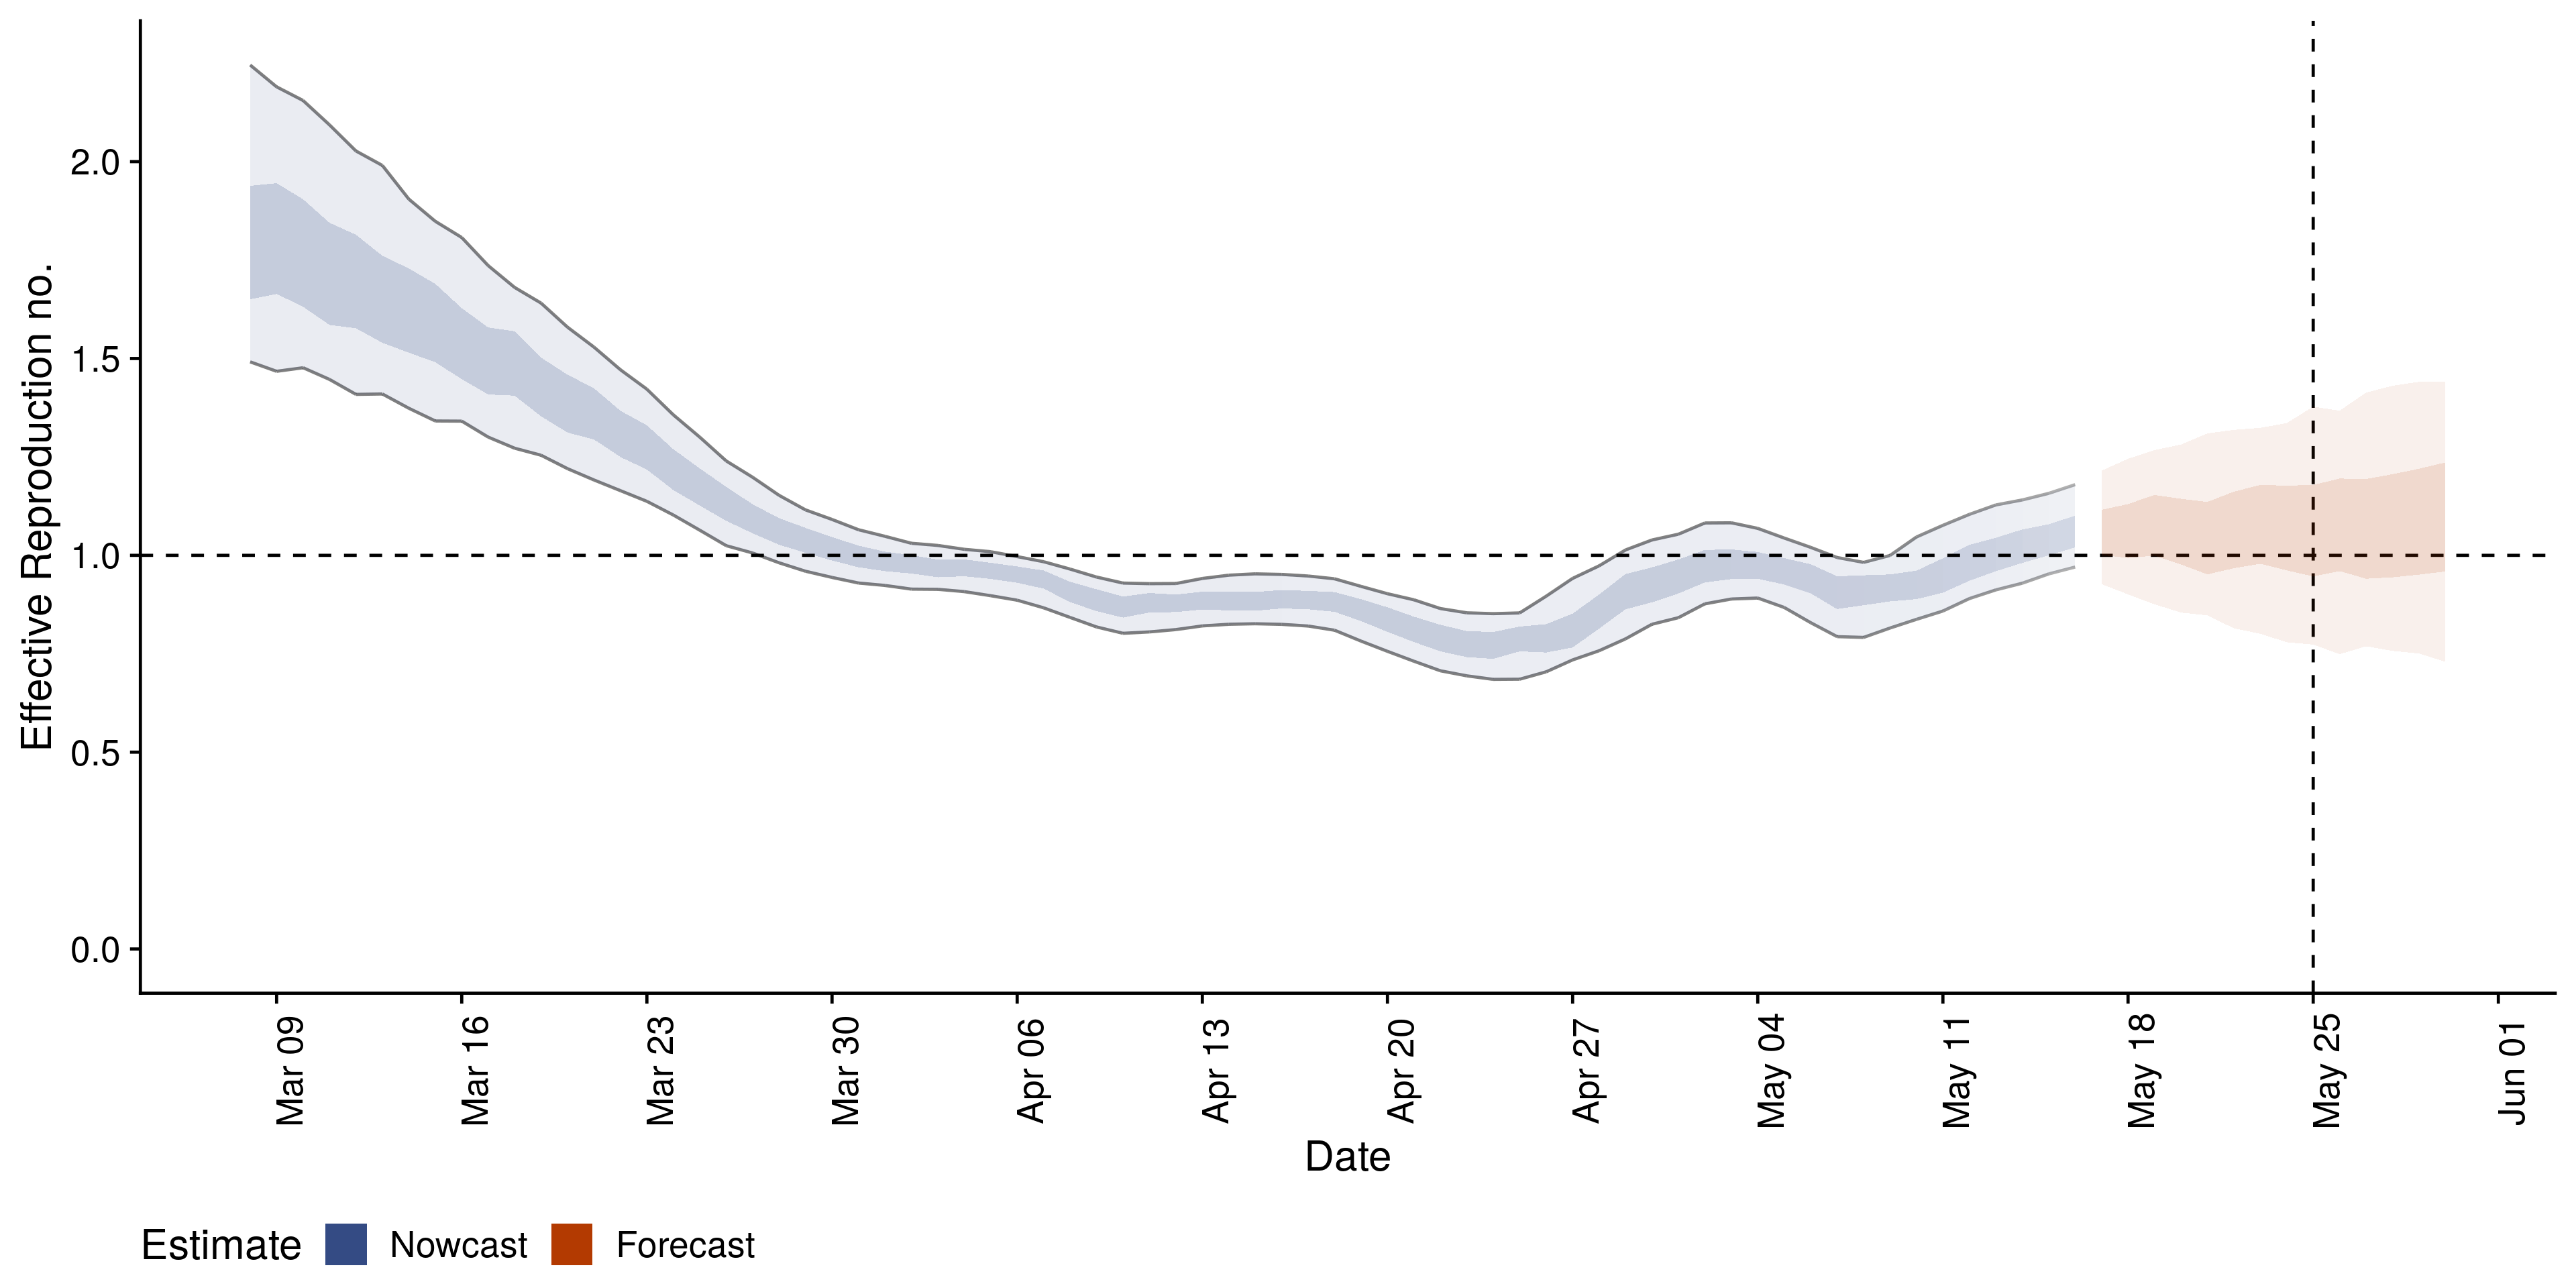 Effective Reproduction no.
2.0
1.5
1.0
0.5
0.0
Mar 09
Mar 16
Mar 23
Mar 30
Apr 06
Apr 13
Apr 20
Apr 27
May 04
May 11
May 18
May 25
Jun 01
Date
Estimate Nowcast Forecast